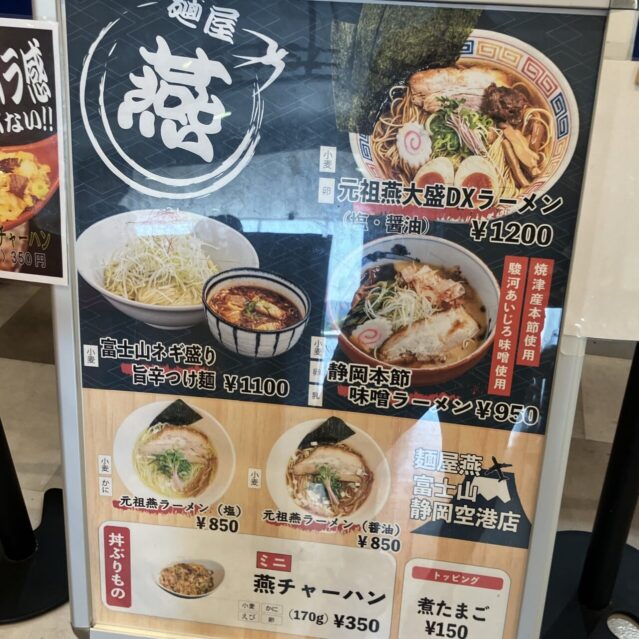 麺屋
燕
小麦
卵
元祖燕大盛DXラーメン
(塩・醤油)
¥1200
小麦
富士山ネギ盛り
旨辛つけ麺 ¥1100
焼津産本節使用
駿河あいじろ味噌使用
小麦
卵
乳
静岡本節
味噌ラーメン ¥950
小麦
かに
元祖燕ラーメン(塩)
¥850
小麦
元祖燕ラーメン(醤油)
¥850
麺屋燕
富士山
静岡空港店
丼ぶりもの
ミニ
燕チャーハン
小麦 かに
えび 卵
(170g) ¥350
トッピング
煮たまご
¥150
感
ない!!
チャーハン
350円